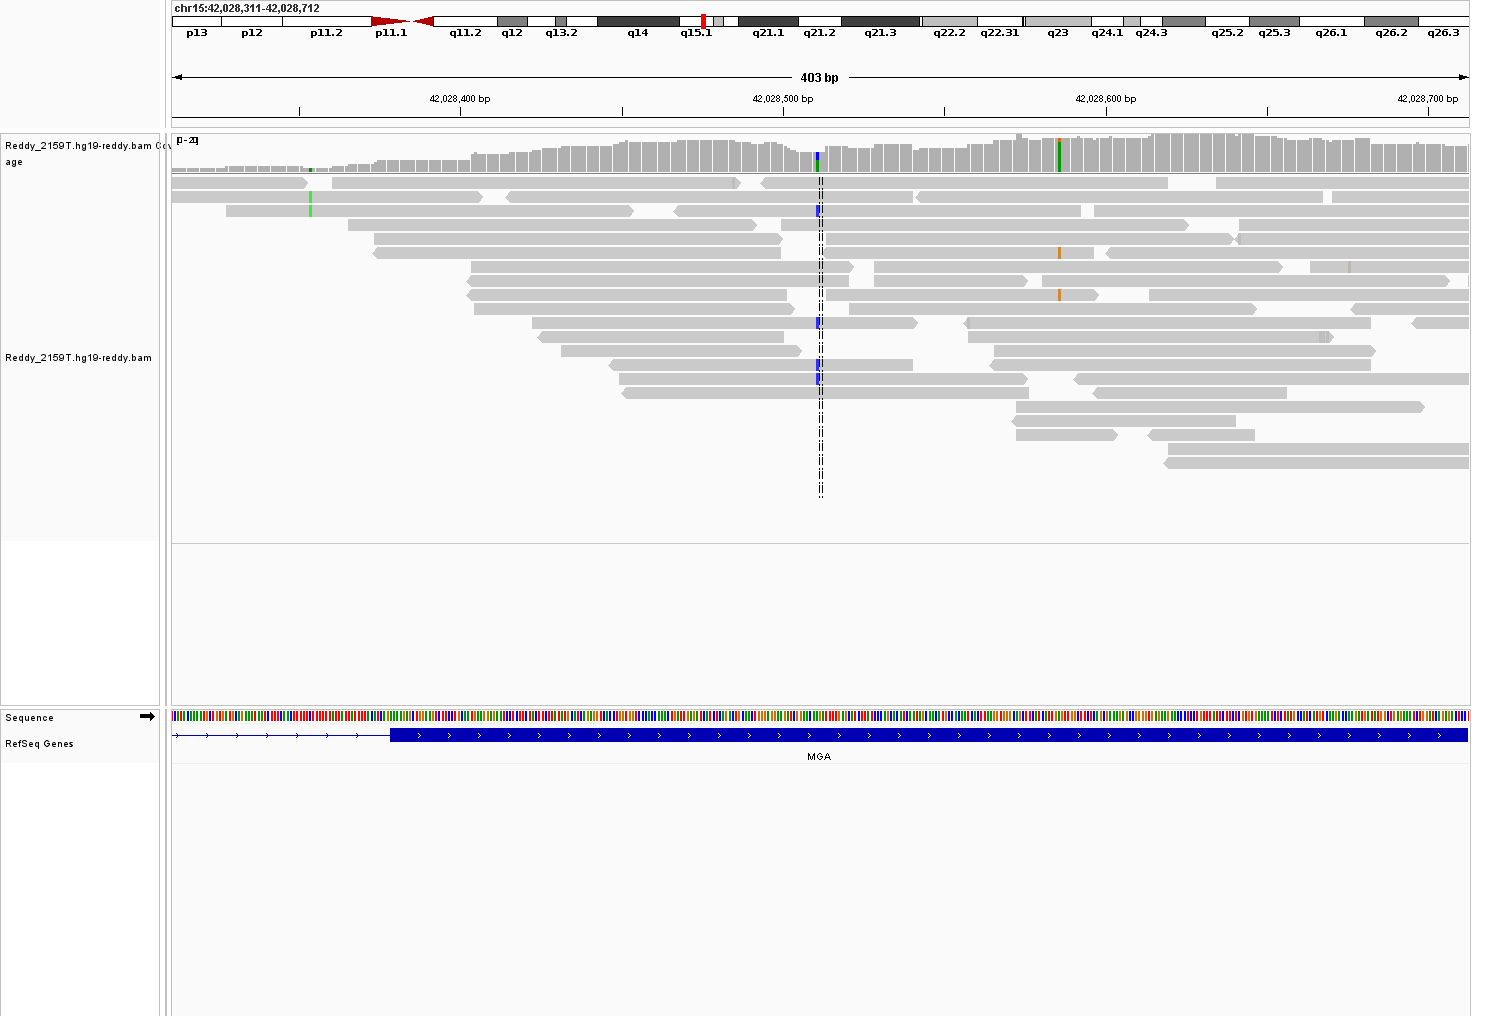 chr15:42,028,311-42,028,712
p13 p12 p11.2 p11.1 q11.2 q12 q13.2 q14 q15.1 q21.1 q21.2 q21.3 q22.2 q22.31 q23 q24.1 q24.3 q25.2 q25.3 q26.1 q26.2 q26.3
403 bp
42,028,400 bp 42,028,500 bp 42,028,600 bp 42,028,700 bp
Reddy_2159T.hg19-reddy.bam Cov
age
[0 - 20]
Reddy_2159T.hg19-reddy.bam
Sequence
RefSeq Genes
MGA